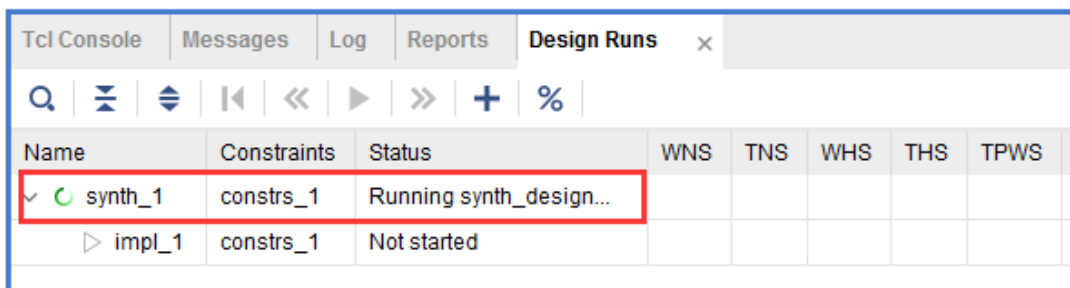 Tcl Console Messages Log Reports Design Runs
Name Constraints Status WNS TNS WHS THS TPWS
synth_1 constrs_1 Running synth_design...
impl_1 constrs_1 Not started